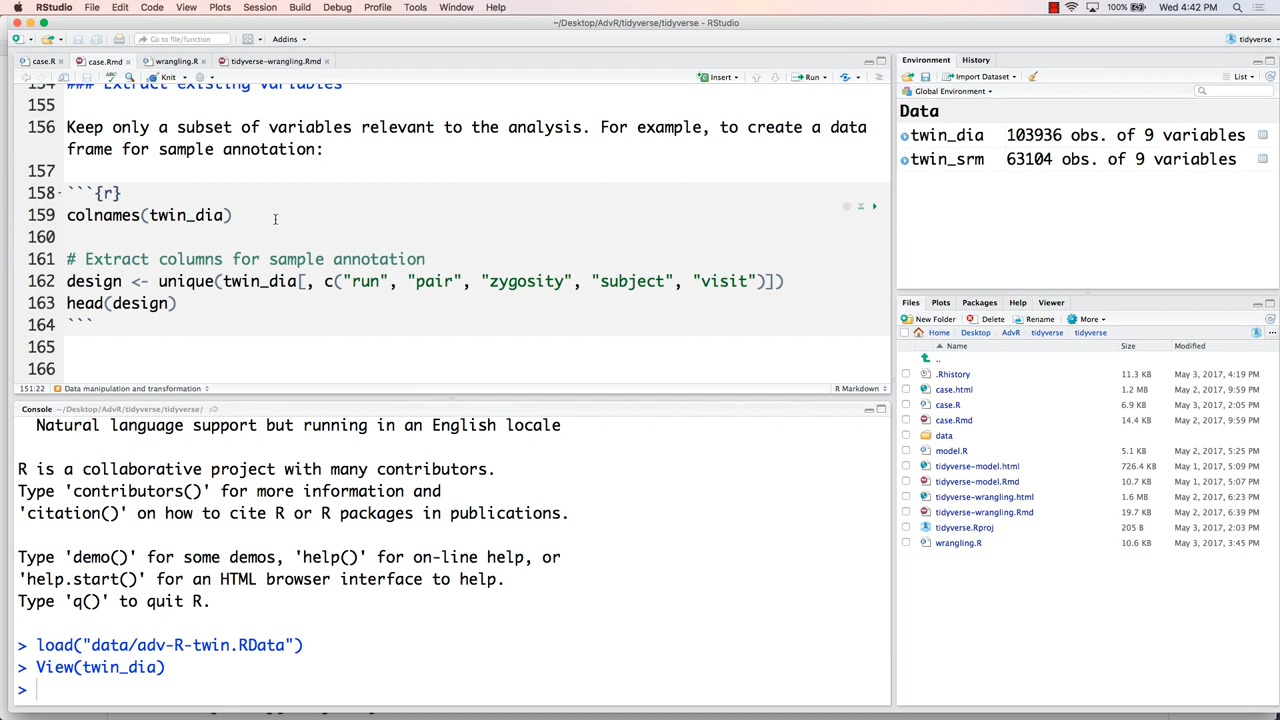 RStudio File Edit Code View Plots Session Build Debug Profile Tools Window Help 100% Wed 4:42 PM
~/Desktop/AdvR/tidyverse/tidyverse - RStudio
Go to file/function Addins tidyverse
case.R case.Rmd wrangling.R tidyverse-wrangling.Rmd
Knit Insert Run
154 ### Extract existing variables
155
156 Keep only a subset of variables relevant to the analysis. For example, to create a data
frame for sample annotation:
157
158 ```{r}
159 colnames(twin_dia)
160
161 # Extract columns for sample annotation
162 design <- unique(twin_dia[, c("run", "pair", "zygosity", "subject", "visit")])
163 head(design)
164 ```
165
166
151:22 Data manipulation and transformation R Markdown
Console ~/Desktop/AdvR/tidyverse/tidyverse/
Natural language support but running in an English locale
R is a collaborative project with many contributors.
Type 'contributors()' for more information and
'citation()' on how to cite R or R packages in publications.
Type 'demo()' for some demos, 'help()' for on-line help, or
'help.start()' for an HTML browser interface to help.
Type 'q()' to quit R.
> load("data/adv-R-twin.RData")
> View(twin_dia)
>
Environment History
Import Dataset List
Global Environment
Data
twin_dia 103936 obs. of 9 variables
twin_srm 63104 obs. of 9 variables
Files Plots Packages Help Viewer
New Folder Delete Rename More
Home Desktop AdvR tidyverse tidyverse
Name Size Modified
..
.Rhistory 11.3 KB May 3, 2017, 4:19 PM
case.html 1.2 MB May 2, 2017, 9:59 PM
case.R 6.9 KB May 3, 2017, 2:05 PM
case.Rmd 14.4 KB May 2, 2017, 9:59 PM
data
model.R 5.1 KB May 2, 2017, 5:25 PM
tidyverse-model.html 726.4 KB May 1, 2017, 5:09 PM
tidyverse-model.Rmd 10.7 KB May 1, 2017, 5:07 PM
tidyverse-wrangling.html 1.6 MB May 2, 2017, 6:23 PM
tidyverse-wrangling.Rmd 19.7 KB May 2, 2017, 6:39 PM
tidyverse.Rproj 205 B May 3, 2017, 2:03 PM
wrangling.R 10.6 KB May 3, 2017, 3:45 PM